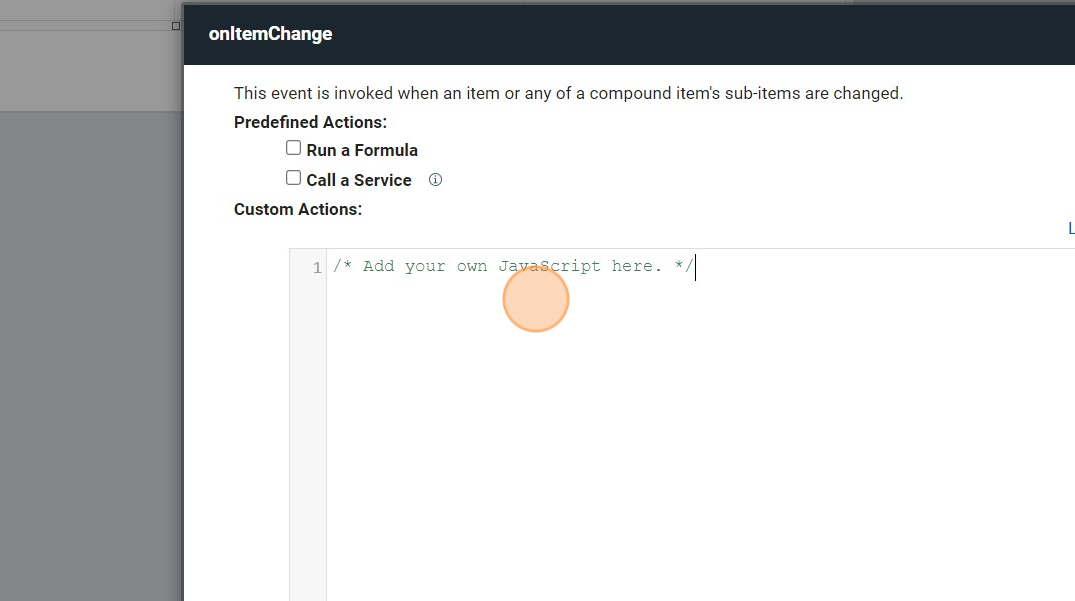 onItemChange
This event is invoked when an item or any of a compound item's sub-items are changed.
Predefined Actions:
Run a Formula
Call a Service
Custom Actions:
L
1 /* Add your own JavaScript here. */